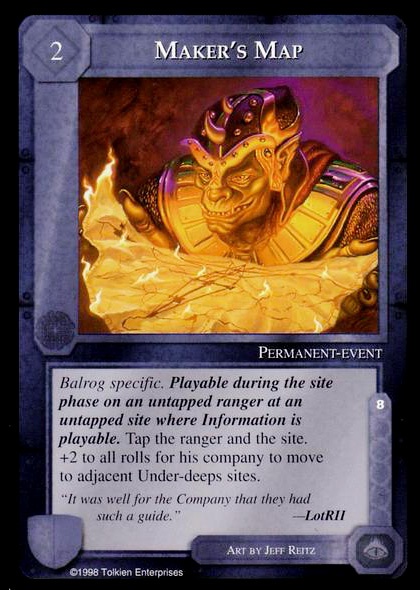 2
MAKER'S MAP
PERMANENT-EVENT
Balrog specific. Playable during the site
phase on an untapped ranger at an
untapped site where Information is
playable. Tap the ranger and the site.
+2 to all rolls for his company to move
to adjacent Under-deeps sites.
8
"It was well for the Company that they had
such a guide." —LotRII
ART BY JEFF REITZ
©1998 Tolkien Enterprises